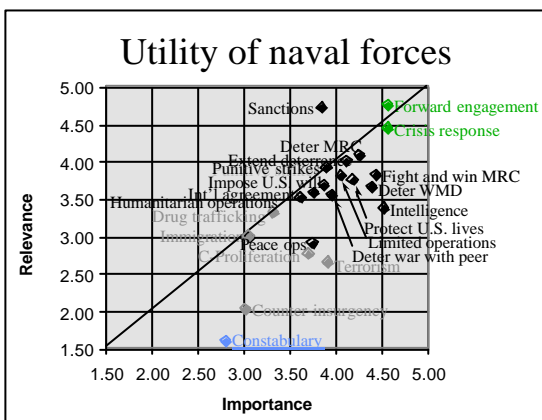 Utility of naval forces
5.00
4.50
4.00
3.50
3.00
2.50
2.00
1.50
Relevance
Sanctions
Forward engagement
Crisis response
Deter MRC
Extend deterrence
Punitive strikes
Fight and win MRC
Impose U.S. will
Deter WMD
Int'l agreement
Humanitarian operations
Intelligence
Drug trafficking
Protect U.S. lives
Immigration
Limited operations
Peace ops
Deter war with peer
C-Proliferation
Terrorism
Counter insurgency
Constabulary
1.50 2.00 2.50 3.00 3.50 4.00 4.50 5.00
Importance